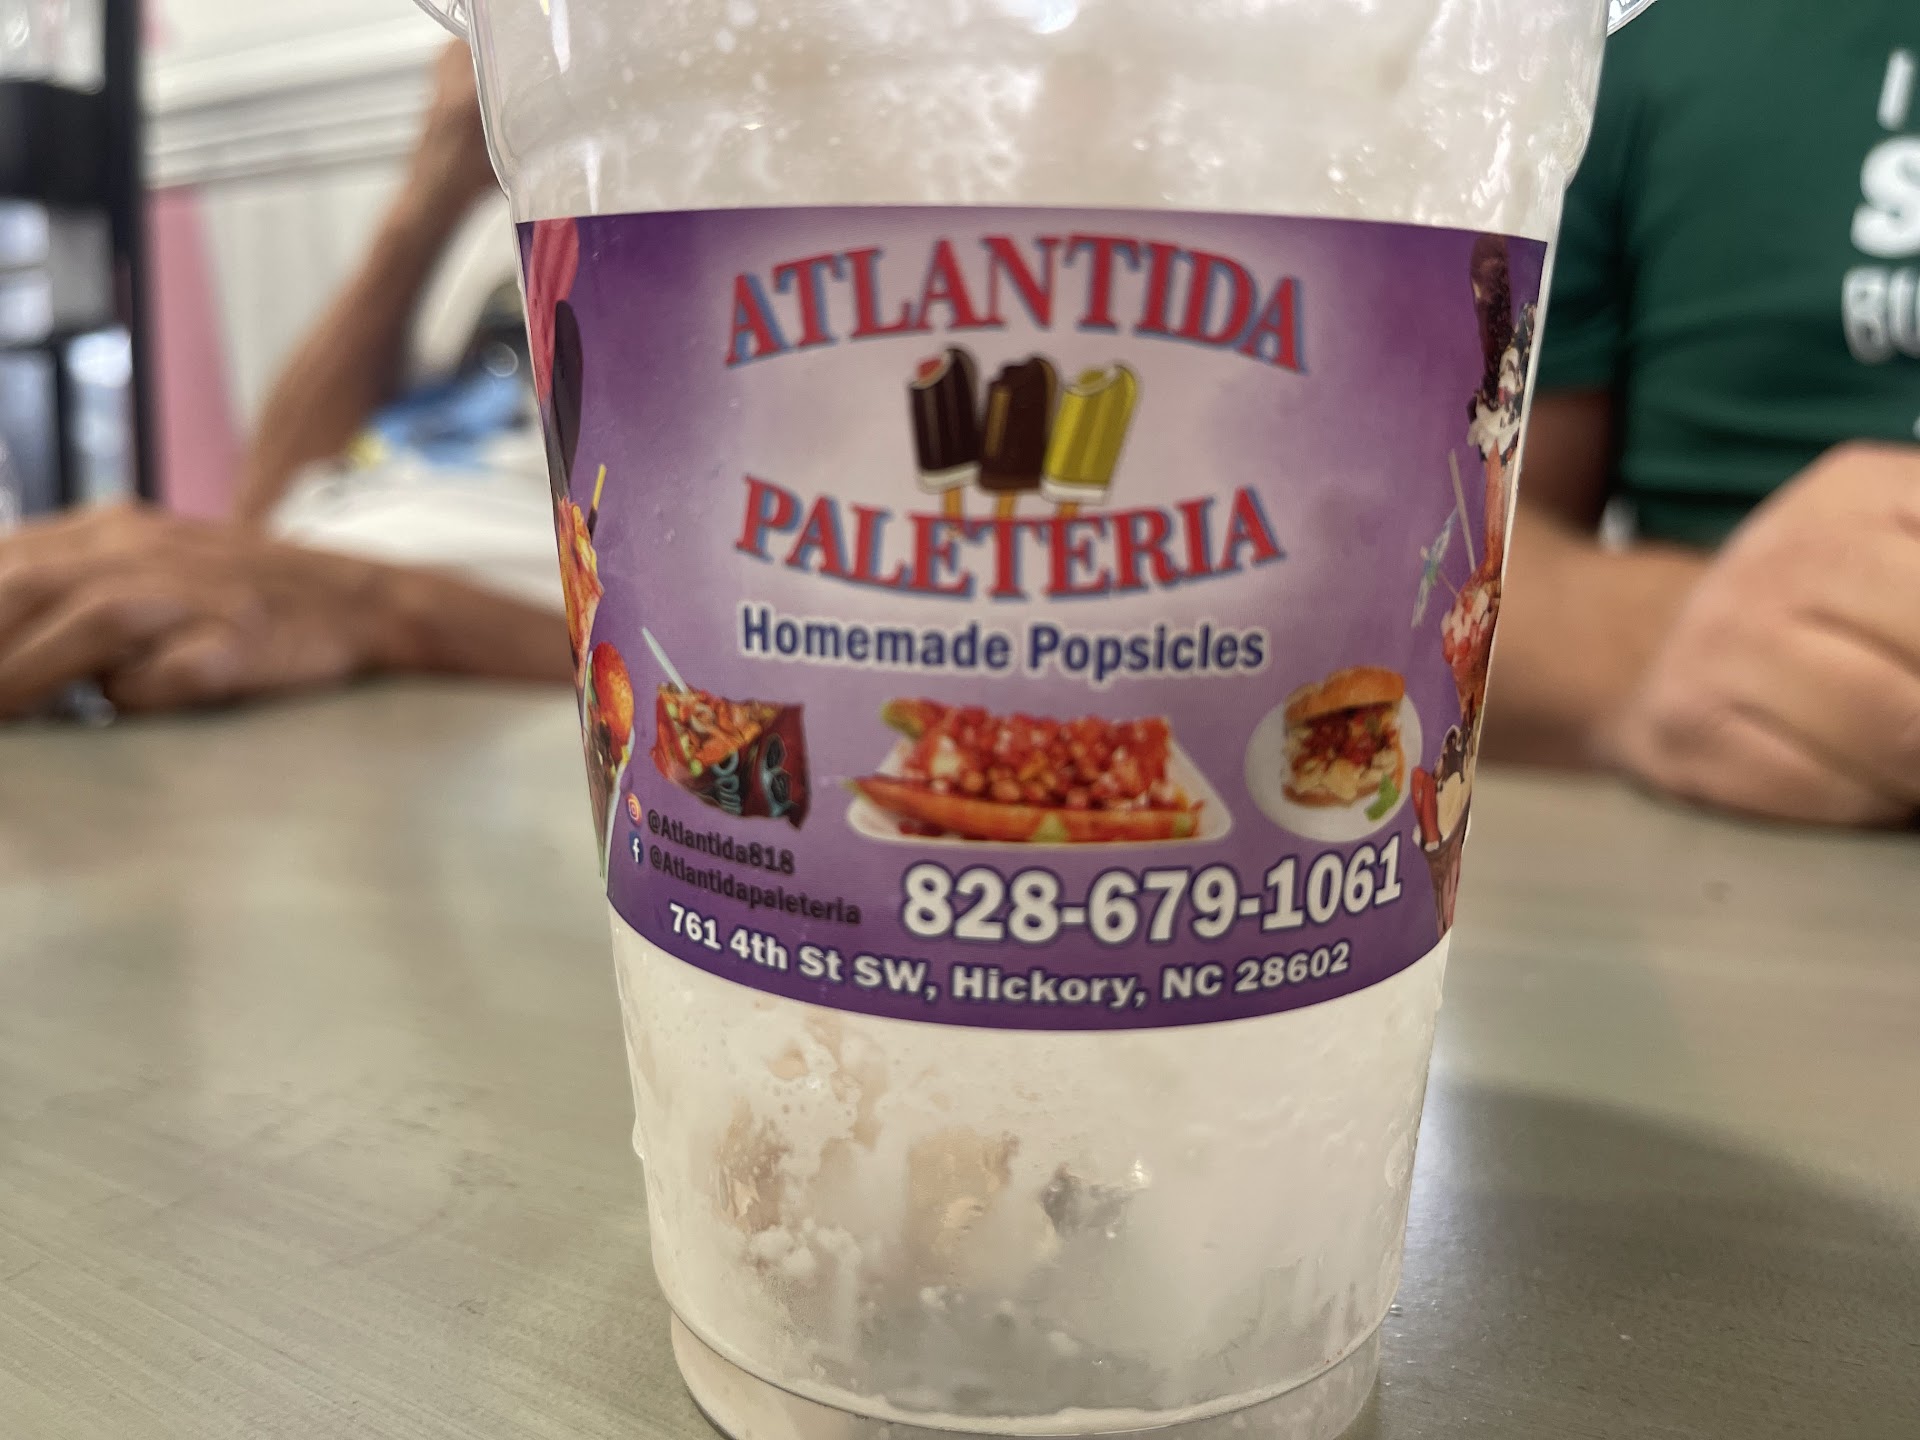 ATLANTIDA
PALETERIA
Homemade Popsicles
@Atlantida818
@Atlantidapaleteria
828-679-1061
761 4th St SW, Hickory, NC 28602
I